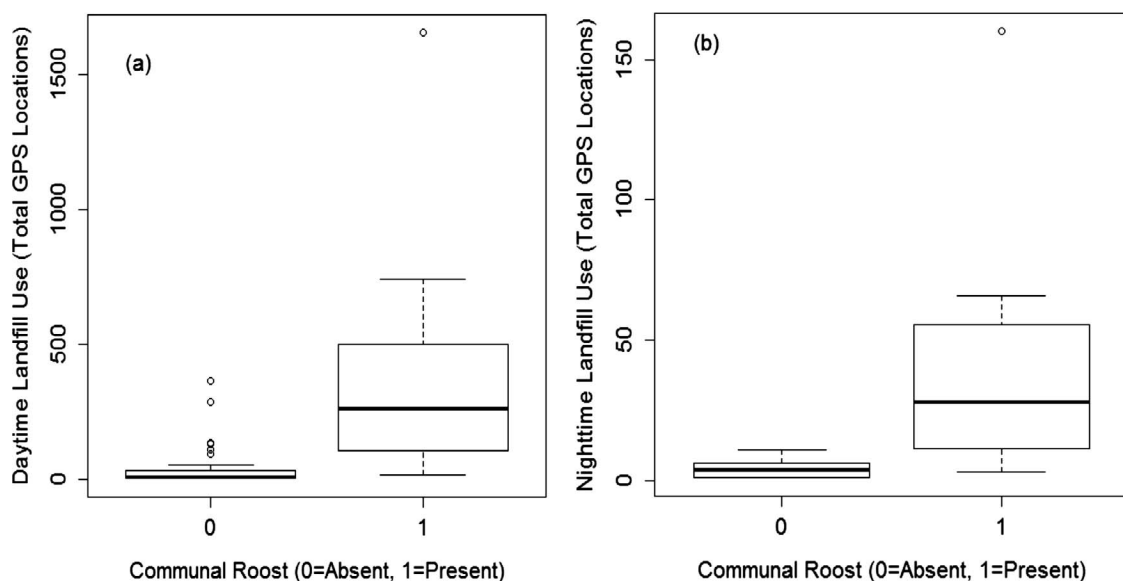 (a)
Daytime Landfill Use (Total GPS Locations)
1500
1000
500
0
0 1
Communal Roost (0=Absent, 1=Present)
(b)
Nighttime Landfill Use (Total GPS Locations)
150
100
50
0
0 1
Communal Roost (0=Absent, 1=Present)